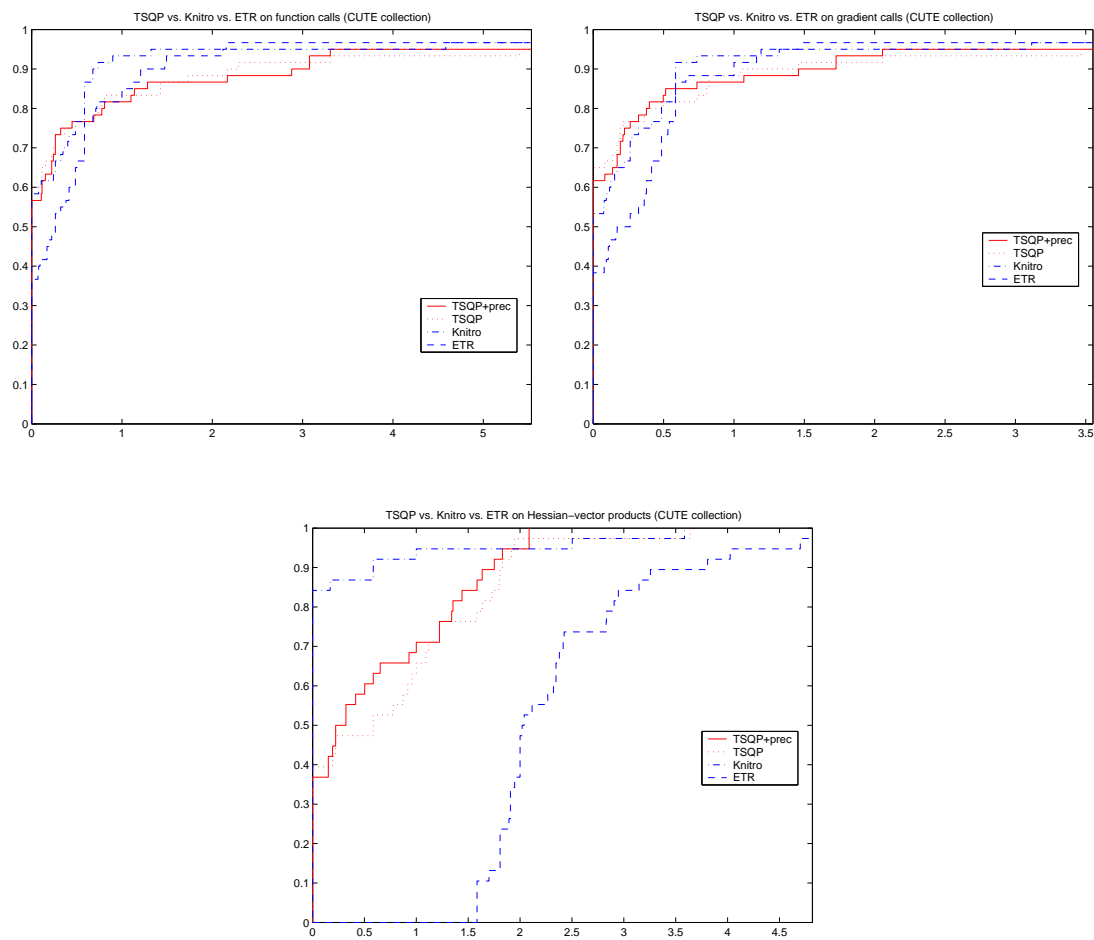 TSQP vs. Knitro vs. ETR on function calls (CUTE collection)
1
0.9
0.8
0.7
0.6
0.5
0.4
0.3
0.2
0.1
0
0 1 2 3 4 5
TSQP+prec
TSQP
Knitro
ETR
TSQP vs. Knitro vs. ETR on gradient calls (CUTE collection)
1
0.9
0.8
0.7
0.6
0.5
0.4
0.3
0.2
0.1
0
0 0.5 1 1.5 2 2.5 3 3.5
TSQP+prec
TSQP
Knitro
ETR
TSQP vs. Knitro vs. ETR on Hessian−vector products (CUTE collection)
1
0.9
0.8
0.7
0.6
0.5
0.4
0.3
0.2
0.1
0
0 0.5 1 1.5 2 2.5 3 3.5 4 4.5
TSQP+prec
TSQP
Knitro
ETR